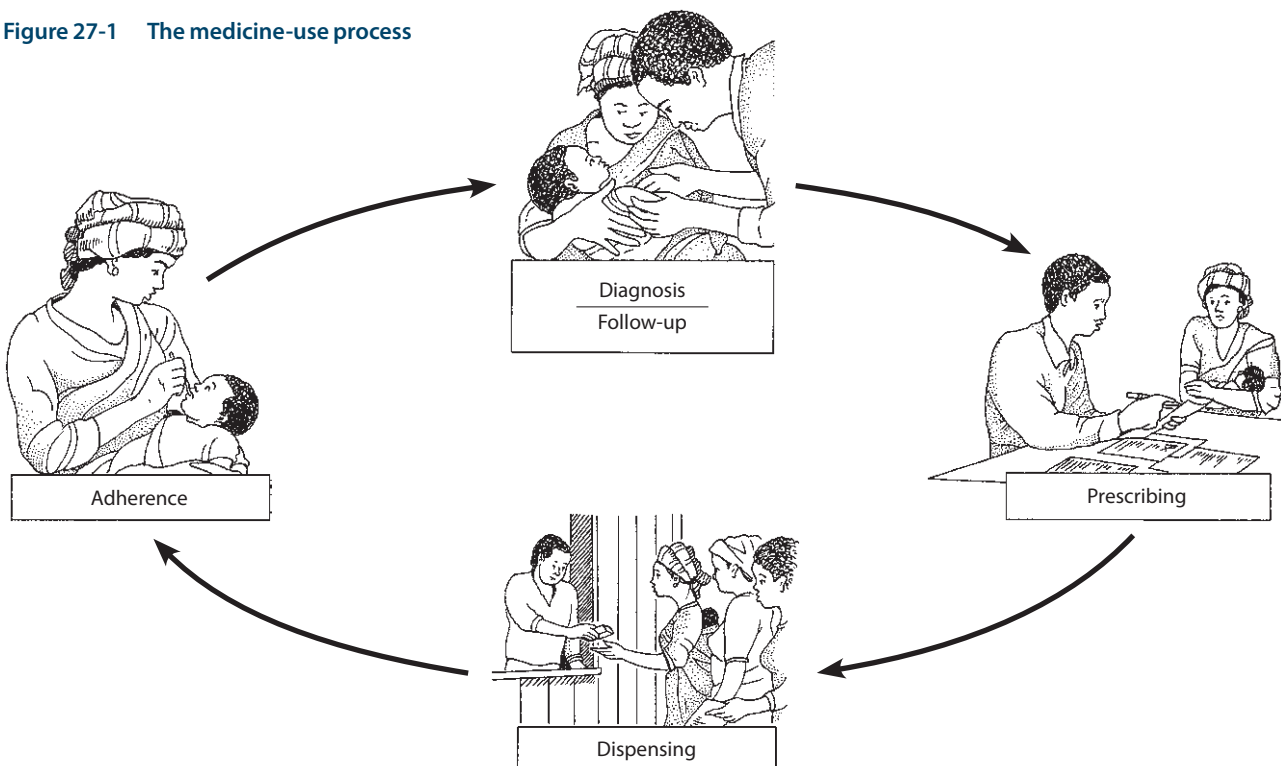 Figure 27-1 The medicine-use process
Diagnosis
Follow-up
Adherence
Prescribing
Dispensing